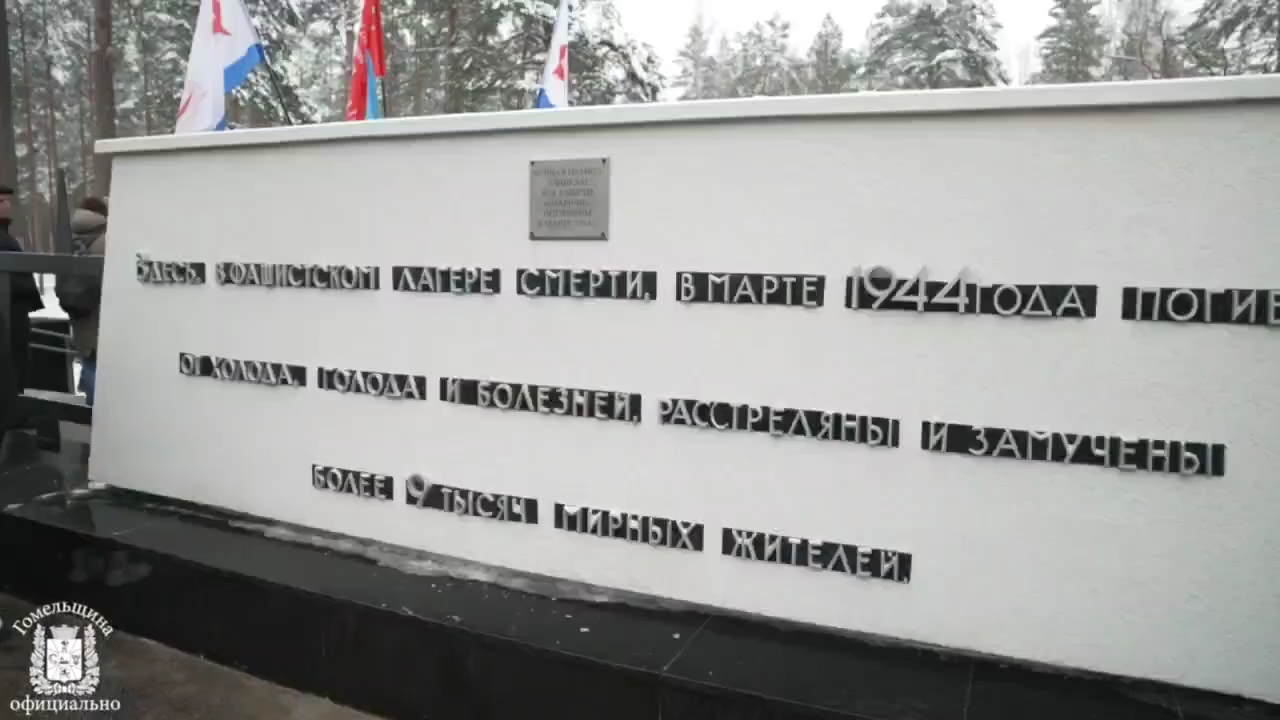 ЗДЕСЬ, В ФАШИСТСКОМ ЛАГЕРЕ СМЕРТИ, В МАРТЕ 1944 ГОДА
ОТ ХОЛОДА, ГОЛОДА И БОЛЕЗНЕЙ, РАССТРЕЛЯНЫ И ЗАМУЧЕНЫ
БОЛЕЕ 9 ТЫСЯЧ МИРНЫХ ЖИТЕЛЕЙ.
Гомельщина
официально